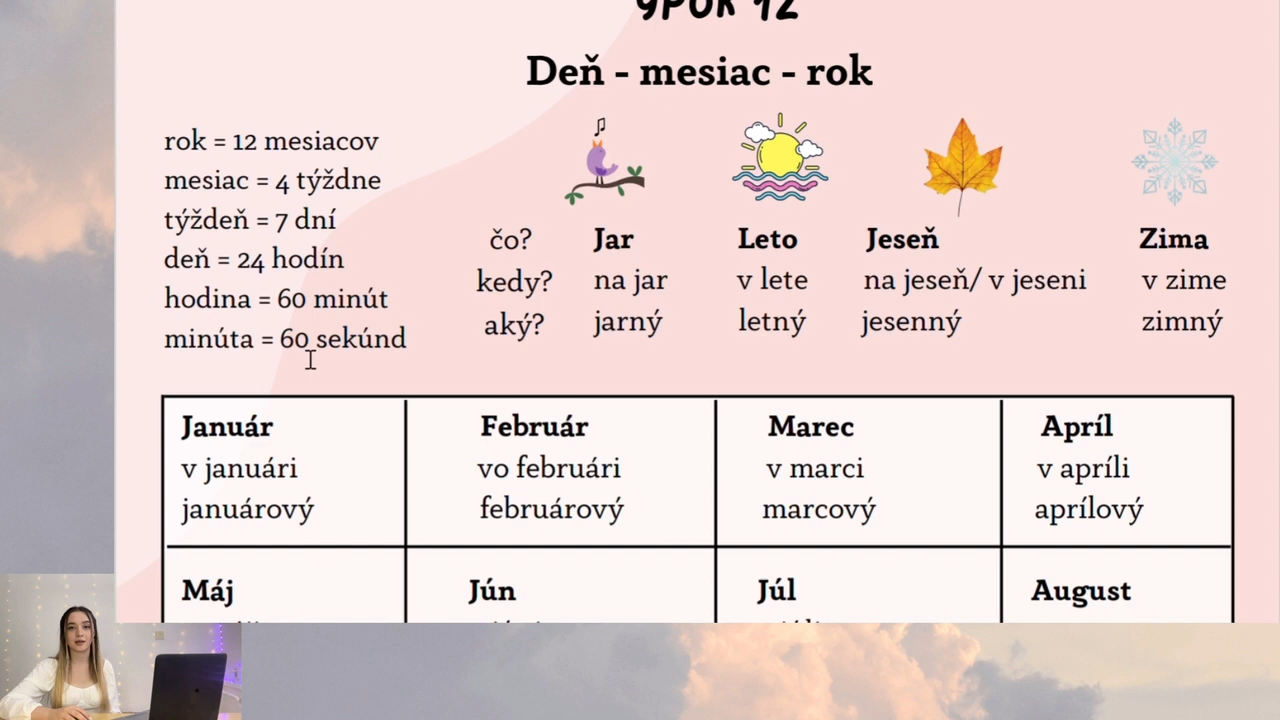 УРОК 12
Deň - mesiac - rok
rok = 12 mesiacov
mesiac = 4 týždne
týždeň = 7 dní
deň = 24 hodín
hodina = 60 minút
minúta = 60 sekúnd
čo? Jar Leto Jeseň Zima
kedy? na jar v lete na jeseň/ v jeseni v zime
aký? jarný letný jesenný zimný
Január Február Marec Apríl
v januári vo februári v marci v apríli
januárový februárový marcový aprílový
Máj Jún Júl August